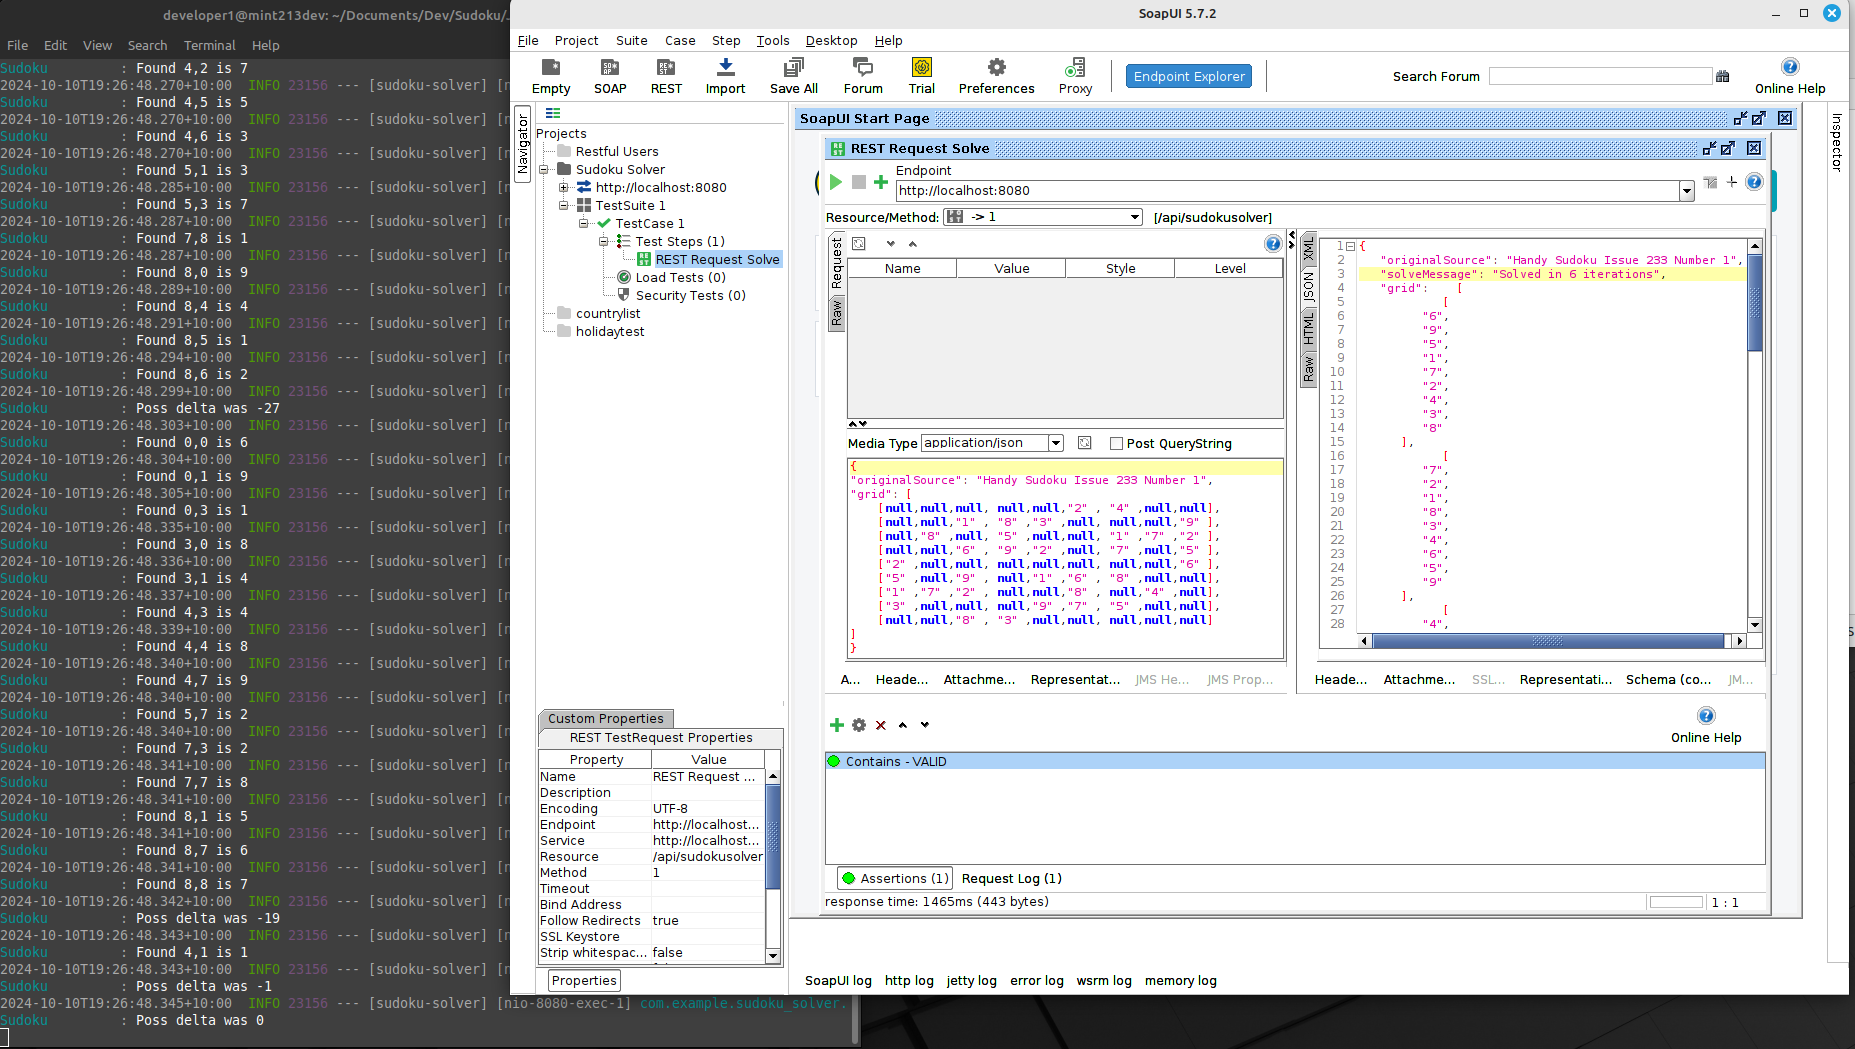 developer1@mint213dev: ~/Documents/Dev/Sudoku/...
File Edit View Search Terminal Help
Sudoku : Found 4,2 is 7
2024-10-10T19:26:48.270+10:00 INFO 23156 --- [sudoku-solver] [n
Sudoku : Found 4,5 is 5
2024-10-10T19:26:48.270+10:00 INFO 23156 --- [sudoku-solver] [n
Sudoku : Found 4,6 is 3
2024-10-10T19:26:48.270+10:00 INFO 23156 --- [sudoku-solver] [n
Sudoku : Found 5,1 is 3
2024-10-10T19:26:48.285+10:00 INFO 23156 --- [sudoku-solver] [n
Sudoku : Found 5,3 is 7
2024-10-10T19:26:48.287+10:00 INFO 23156 --- [sudoku-solver] [n
Sudoku : Found 7,8 is 1
2024-10-10T19:26:48.287+10:00 INFO 23156 --- [sudoku-solver] [n
Sudoku : Found 8,0 is 9
2024-10-10T19:26:48.289+10:00 INFO 23156 --- [sudoku-solver] [n
Sudoku : Found 8,4 is 4
2024-10-10T19:26:48.291+10:00 INFO 23156 --- [sudoku-solver] [n
Sudoku : Found 8,5 is 1
2024-10-10T19:26:48.294+10:00 INFO 23156 --- [sudoku-solver] [n
Sudoku : Found 8,6 is 2
2024-10-10T19:26:48.299+10:00 INFO 23156 --- [sudoku-solver] [n
Sudoku : Poss delta was -27
2024-10-10T19:26:48.303+10:00 INFO 23156 --- [sudoku-solver] [n
Sudoku : Found 0,0 is 6
2024-10-10T19:26:48.304+10:00 INFO 23156 --- [sudoku-solver] [n
Sudoku : Found 0,1 is 9
2024-10-10T19:26:48.305+10:00 INFO 23156 --- [sudoku-solver] [n
Sudoku : Found 0,3 is 1
2024-10-10T19:26:48.335+10:00 INFO 23156 --- [sudoku-solver] [n
Sudoku : Found 3,0 is 8
2024-10-10T19:26:48.336+10:00 INFO 23156 --- [sudoku-solver] [n
Sudoku : Found 3,1 is 4
2024-10-10T19:26:48.337+10:00 INFO 23156 --- [sudoku-solver] [n
Sudoku : Found 4,3 is 4
2024-10-10T19:26:48.339+10:00 INFO 23156 --- [sudoku-solver] [n
Sudoku : Found 4,4 is 8
2024-10-10T19:26:48.340+10:00 INFO 23156 --- [sudoku-solver] [n
Sudoku : Found 4,7 is 9
2024-10-10T19:26:48.340+10:00 INFO 23156 --- [sudoku-solver] [n
Sudoku : Found 5,7 is 2
2024-10-10T19:26:48.340+10:00 INFO 23156 --- [sudoku-solver] [n
Sudoku : Found 7,3 is 2
2024-10-10T19:26:48.341+10:00 INFO 23156 --- [sudoku-solver] [n
Sudoku : Found 7,7 is 8
2024-10-10T19:26:48.341+10:00 INFO 23156 --- [sudoku-solver] [n
Sudoku : Found 8,1 is 5
2024-10-10T19:26:48.341+10:00 INFO 23156 --- [sudoku-solver] [n
Sudoku : Found 8,7 is 6
2024-10-10T19:26:48.341+10:00 INFO 23156 --- [sudoku-solver] [n
Sudoku : Found 8,8 is 7
2024-10-10T19:26:48.342+10:00 INFO 23156 --- [sudoku-solver] [n
Sudoku : Poss delta was -19
2024-10-10T19:26:48.343+10:00 INFO 23156 --- [sudoku-solver] [n
Sudoku : Found 4,1 is 1
2024-10-10T19:26:48.343+10:00 INFO 23156 --- [sudoku-solver] [n
Sudoku : Poss delta was -1
2024-10-10T19:26:48.345+10:00 INFO 23156 --- [sudoku-solver] [nio-8080-exec-1] com.example.sudoku_solver.
Sudoku : Poss delta was 0
SoapUI 5.7.2
File Project Suite Case Step Tools Desktop Help
Empty SOAP REST Import Save All Forum Trial Preferences Proxy Endpoint Explorer Search Forum Online Help
Navigator
Projects
Restful Users
Sudoku Solver
http://localhost:8080
TestSuite 1
TestCase 1
Test Steps (1)
REST Request Solve
Load Tests (0)
Security Tests (0)
countrylist
holidaytest
Custom Properties
REST TestRequest Properties
Property Value
Name REST Request ...
Description
Encoding UTF-8
Endpoint http://localhost...
Service http://localhost...
Resource /api/sudokusolver
Method 1
Timeout
Bind Address
Follow Redirects true
SSL Keystore
Strip whitespac... false
Properties
SoapUI Start Page
REST Request Solve
Endpoint
http://localhost:8080
Resource/Method: -> 1 [/api/sudokusolver]
Request
Raw
Name Value Style Level
Media Type application/json Post QueryString
{
"originalSource": "Handy Sudoku Issue 233 Number 1",
"grid": [
[null,null,null, null,null,"2" , "4" ,null,null],
[null,null,"1" , "8" ,"3" ,null, null,null,"9" ],
[null,"8" ,null, "5" ,null,null, "1" ,"7" ,"2" ],
[null,null,"6" , "9" ,"2" ,null, "7" ,null,"5" ],
["2" ,null,null, null,null,null, null,null,"6" ],
["5" ,null,"9" , null,"1" ,"6" , "8" ,null,null],
["1" ,"7" ,"2" , null,null,"8" , null,"4" ,null],
["3" ,null,null, null,"9" ,"7" , "5" ,null,null],
[null,null,"8" , "3" ,null,null, null,null,null]
]
}
A... Heade... Attachme... Representat... JMS He... JMS Prop...
XML
JSON
HTML
Raw
1 {
2 "originalSource": "Handy Sudoku Issue 233 Number 1",
3 "solveMessage": "Solved in 6 iterations",
4 "grid": [
5 [
6 "6",
7 "9",
8 "5",
9 "1",
10 "7",
11 "2",
12 "4",
13 "3",
14 "8"
15 ],
16 [
17 "7",
18 "2",
19 "1",
20 "8",
21 "3",
22 "4",
23 "6",
24 "5",
25 "9"
26 ],
27 [
28 "4",
Heade... Attachme... SSL... Representati... Schema (co... JM...
Online Help
Contains - VALID
Assertions (1) Request Log (1)
response time: 1465ms (443 bytes)
1 : 1
SoapUI log http log jetty log error log wsrm log memory log
Inspector